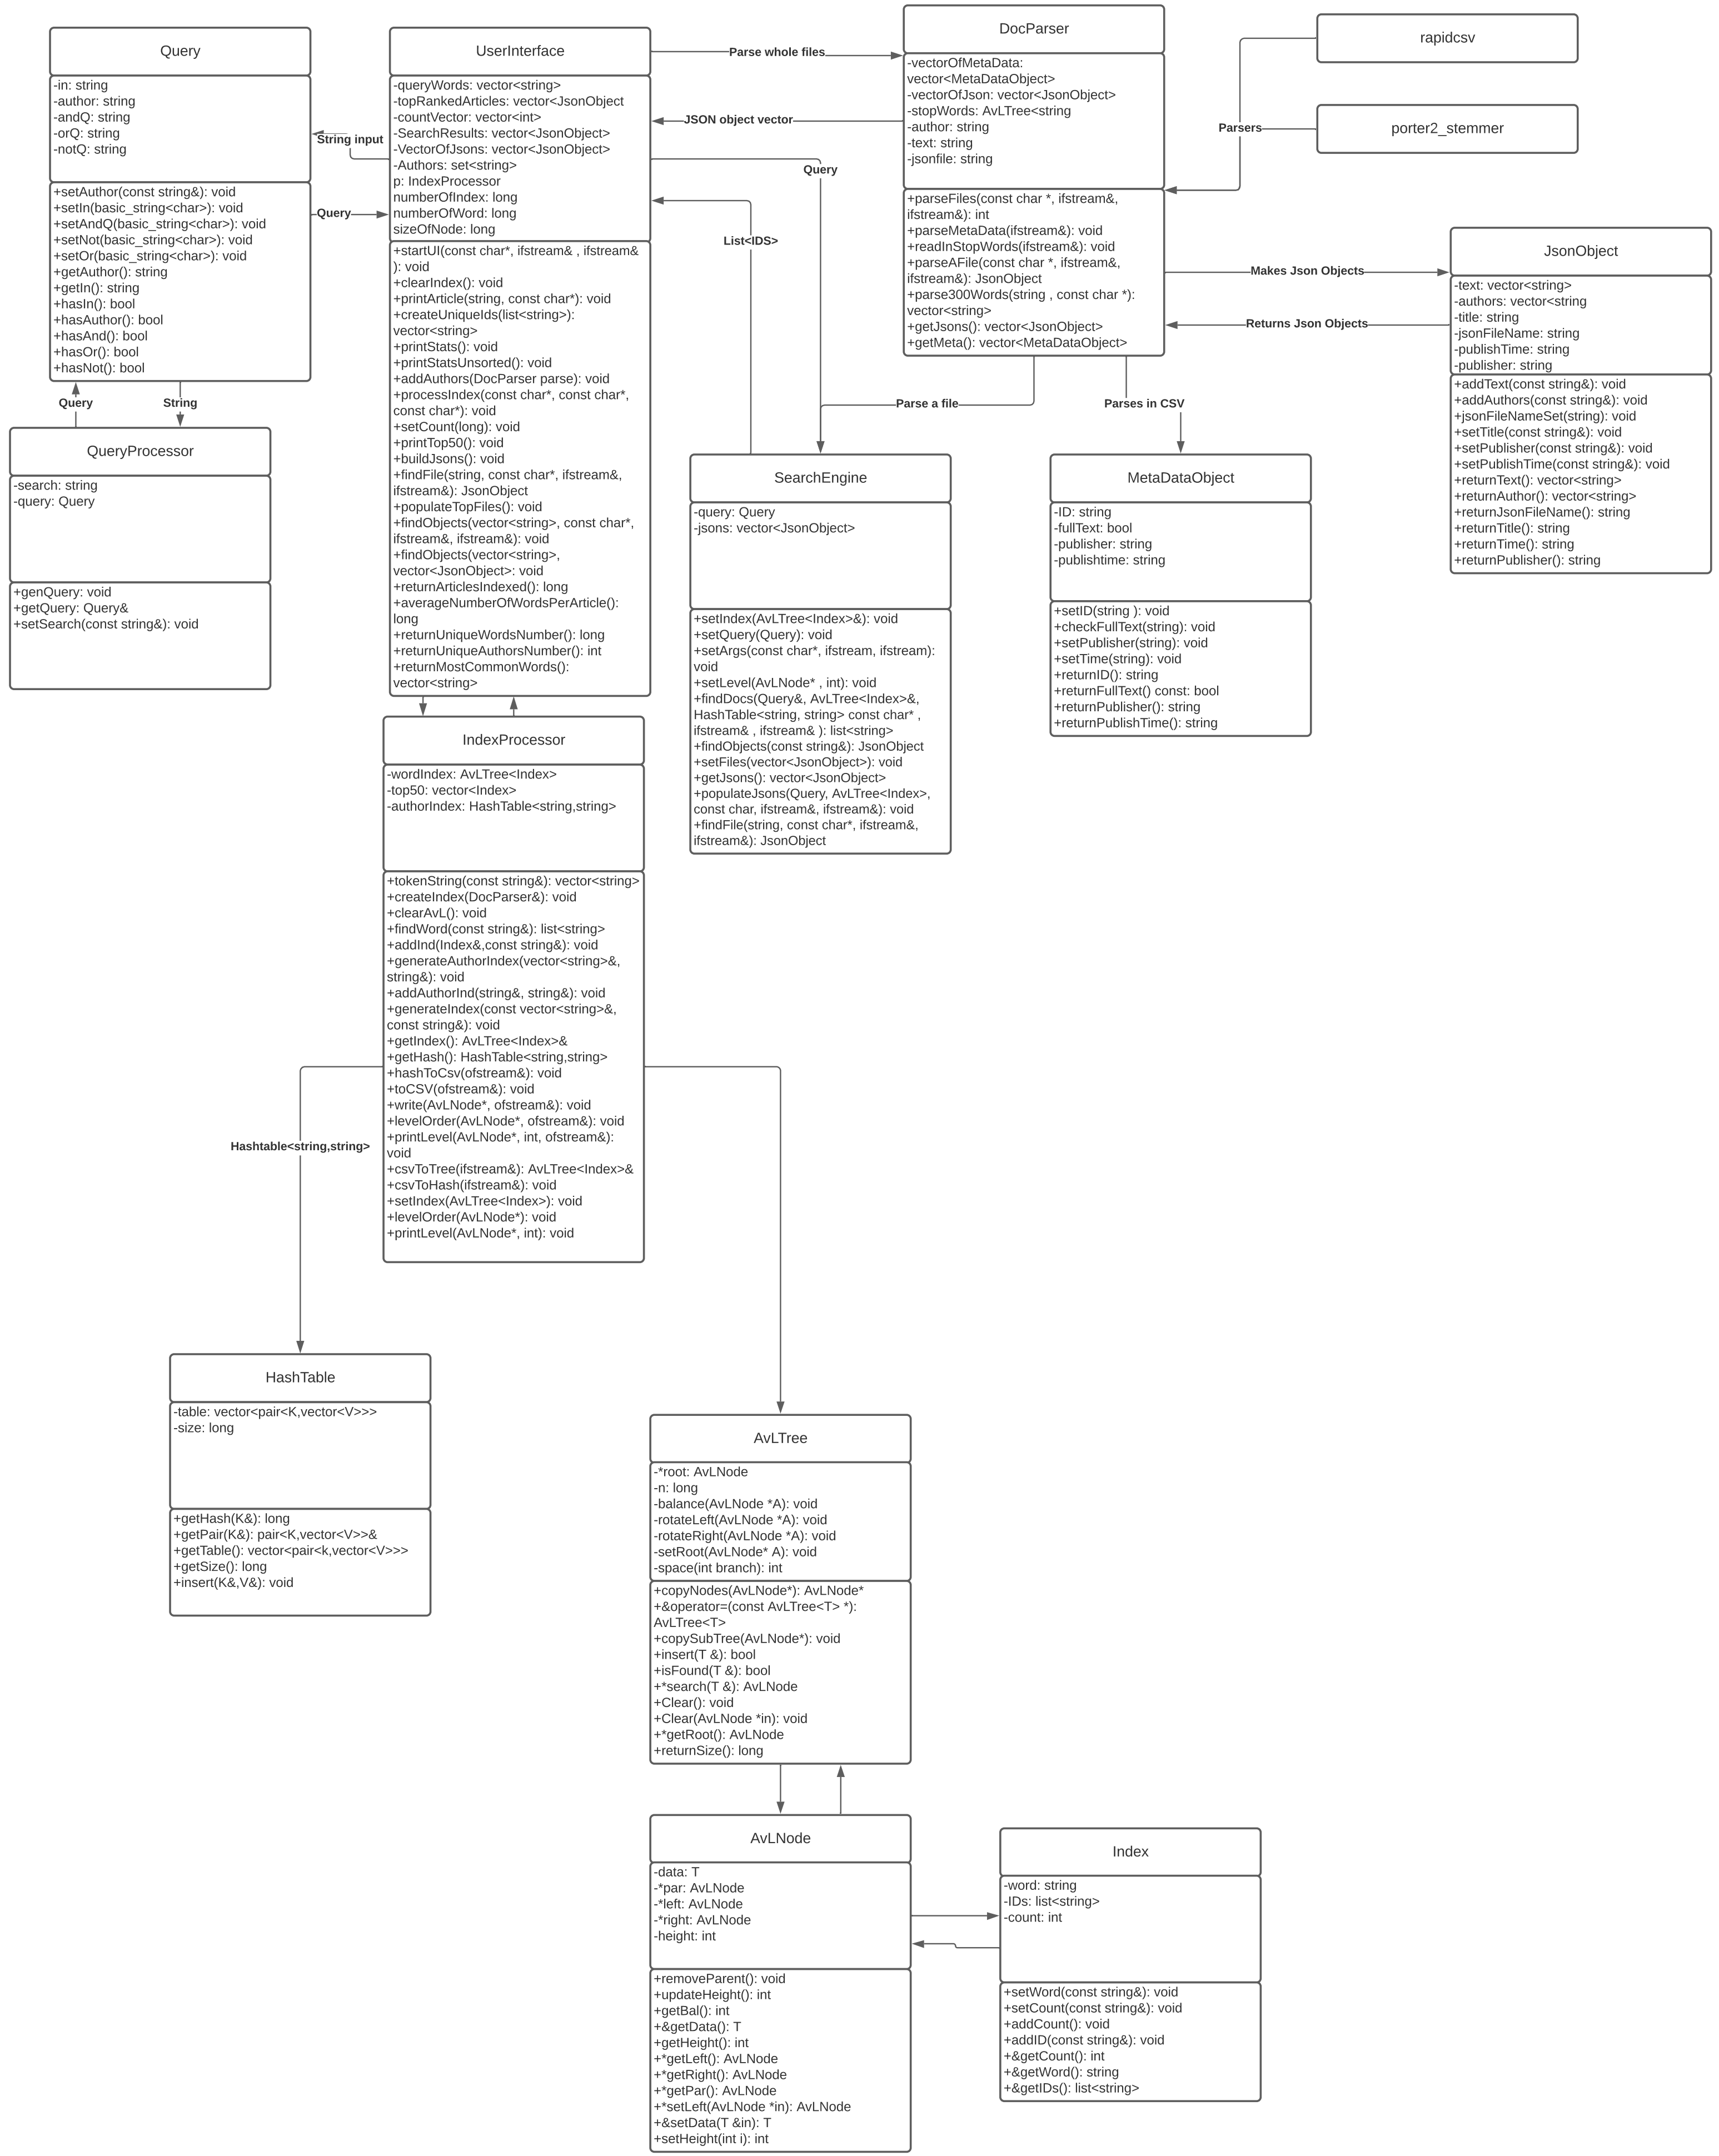 Query
-in: string
-author: string
-andQ: string
-orQ: string
-notQ: string
+setAuthor(const string&): void
+setIn(basic_string<char>): void
+setAndQ(basic_string<char>): void
+setNot(basic_string<char>): void
+setOr(basic_string<char>): void
+getAuthor(): string
+getIn(): string
+hasIn(): bool
+hasAuthor(): bool
+hasAnd(): bool
+hasOr(): bool
+hasNot(): bool
String input
Query
Query
String
QueryProcessor
-search: string
-query: Query
+genQuery: void
+getQuery: Query&
+setSearch(const string&): void
UserInterface
-queryWords: vector<string>
-topRankedArticles: vector<JsonObject
-countVector: vector<int>
-SearchResults: vector<JsonObject>
-VectorOfJsons: vector<JsonObject>
-Authors: set<string>
p: IndexProcessor
numberOfIndex: long
numberOfWord: long
sizeOfNode: long
+startUI(const char*, ifstream& , ifstream&
): void
+clearIndex(): void
+printArticle(string, const char*): void
+createUniqueIds(list<string>):
vector<string>
+printStats(): void
+printStatsUnsorted(): void
+addAuthors(DocParser parse): void
+processIndex(const char*, const char*,
const char*): void
+setCount(long): void
+printTop50(): void
+buildJsons(): void
+findFile(string, const char*, ifstream&,
ifstream&): JsonObject
+populateTopFiles(): void
+findObjects(vector<string>, const char*,
ifstream&, ifstream&): void
+findObjects(vector<string>,
vector<JsonObject>: void
+returnArticlesIndexed(): long
+averageNumberOfWordsPerArticle():
long
+returnUniqueWordsNumber(): long
+returnUniqueAuthorsNumber(): int
+returnMostCommonWords():
vector<string>
Parse whole files
JSON object vector
Query
List<IDS>
DocParser
-vectorOfMetaData:
vector<MetaDataObject>
-vectorOfJson: vector<JsonObject>
-stopWords: AvLTree<string
-author: string
-text: string
-jsonfile: string
+parseFiles(const char *, ifstream&,
ifstream&): int
+parseMetaData(ifstream&): void
+readInStopWords(ifstream&): void
+parseAFile(const char *, ifstream&,
ifstream&): JsonObject
+parse300Words(string , const char *):
vector<string>
+getJsons(): vector<JsonObject>
+getMeta(): vector<MetaDataObject>
rapidcsv
porter2_stemmer
Parsers
Makes Json Objects
Returns Json Objects
JsonObject
-text: vector<string>
-authors: vector<string
-title: string
-jsonFileName: string
-publishTime: string
-publisher: string
+addText(const string&): void
+addAuthors(const string&): void
+jsonFileNameSet(string): void
+setTitle(const string&): void
+setPublisher(const string&): void
+setPublishTime(const string&): void
+returnText(): vector<string>
+returnAuthor(): vector<string>
+returnJsonFileName(): string
+returnTitle(): string
+returnTime(): string
+returnPublisher(): string
Parse a file
Parses in CSV
SearchEngine
-query: Query
-jsons: vector<JsonObject>
+setIndex(AvLTree<Index>&): void
+setQuery(Query): void
+setArgs(const char*, ifstream, ifstream):
void
+setLevel(AvLNode* , int): void
+findDocs(Query&, AvLTree<Index>&,
HashTable<string, string> const char* ,
ifstream& , ifstream& ): list<string>
+findObjects(const string&): JsonObject
+setFiles(vector<JsonObject>): void
+getJsons(): vector<JsonObject>
+populateJsons(Query, AvLTree<Index>,
const char, ifstream&, ifstream&): void
+findFile(string, const char*, ifstream&,
ifstream&): JsonObject
MetaDataObject
-ID: string
-fullText: bool
-publisher: string
-publishtime: string
+setID(string ): void
+checkFullText(string): void
+setPublisher(string): void
+setTime(string): void
+returnID(): string
+returnFullText() const: bool
+returnPublisher(): string
+returnPublishTime(): string
IndexProcessor
-wordIndex: AvLTree<Index>
-top50: vector<Index>
-authorIndex: HashTable<string,string>
+tokenString(const string&): vector<string>
+createIndex(DocParser&): void
+clearAvL(): void
+findWord(const string&): list<string>
+addInd(Index&,const string&): void
+generateAuthorIndex(vector<string>&,
string&): void
+addAuthorInd(string&, string&): void
+generateIndex(const vector<string>&,
const string&): void
+getIndex(): AvLTree<Index>&
+getHash(): HashTable<string,string>
+hashToCsv(ofstream&): void
+toCSV(ofstream&): void
+write(AvLNode*, ofstream&): void
+levelOrder(AvLNode*, ofstream&): void
+printLevel(AvLNode*, int, ofstream&):
void
+csvToTree(ifstream&): AvLTree<Index>&
+csvToHash(ifstream&): void
+setIndex(AvLTree<Index>): void
+levelOrder(AvLNode*): void
+printLevel(AvLNode*, int): void
Hashtable<string,string>
HashTable
-table: vector<pair<K,vector<V>>>
-size: long
+getHash(K&): long
+getPair(K&): pair<K,vector<V>>&
+getTable(): vector<pair<k,vector<V>>>
+getSize(): long
+insert(K&,V&): void
AvLTree
-*root: AvLNode
-n: long
-balance(AvLNode *A): void
-rotateLeft(AvLNode *A): void
-rotateRight(AvLNode *A): void
-setRoot(AvLNode* A): void
-space(int branch): int
+copyNodes(AvLNode*): AvLNode*
+&operator=(const AvLTree<T> *):
AvLTree<T>
+copySubTree(AvLNode*): void
+insert(T &): bool
+isFound(T &): bool
+*search(T &): AvLNode
+Clear(): void
+Clear(AvLNode *in): void
+*getRoot(): AvLNode
+returnSize(): long
AvLNode
-data: T
-*par: AvLNode
-*left: AvLNode
-*right: AvLNode
-height: int
+removeParent(): void
+updateHeight(): int
+getBal(): int
+&getData(): T
+getHeight(): int
+*getLeft(): AvLNode
+*getRight(): AvLNode
+*getPar(): AvLNode
+*setLeft(AvLNode *in): AvLNode
+&setData(T &in): T
+setHeight(int i): int
Index
-word: string
-IDs: list<string>
-count: int
+setWord(const string&): void
+setCount(const string&): void
+addCount(): void
+addID(const string&): void
+&getCount(): int
+&getWord(): string
+&getIDs(): list<string>